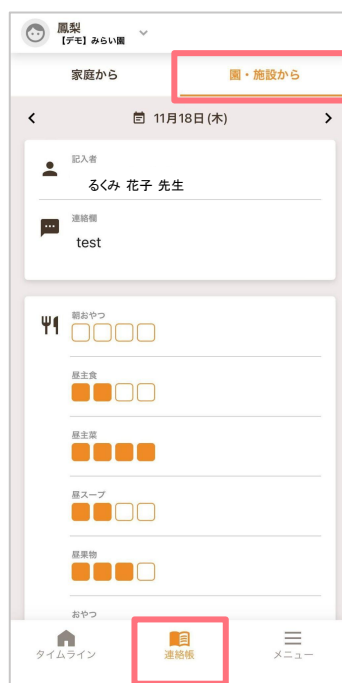 鳳梨
【デモ】みらい園
家庭から
園・施設から
11月18日(木)
記入者
るくみ 花子 先生
連絡欄
test
朝おやつ
昼主食
昼主菜
昼スープ
昼果物
おやつ
タイムライン
連絡帳
メニュー